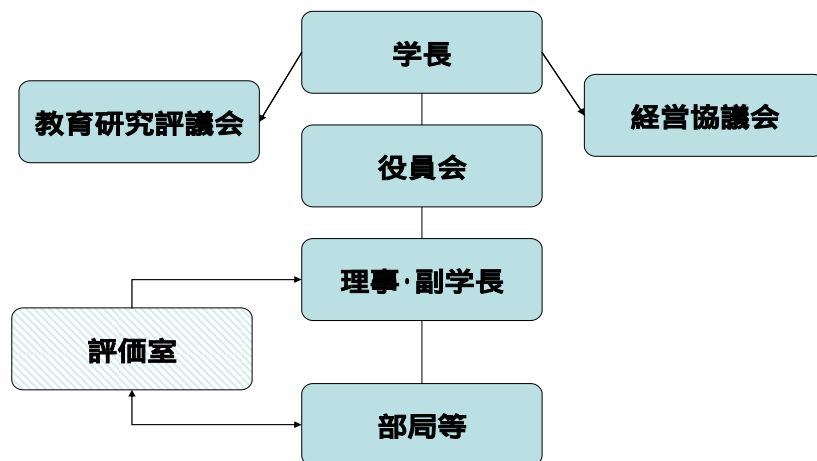 学長
教育研究評議会
経営協議会
役員会
理事・副学長
評価室
部局等